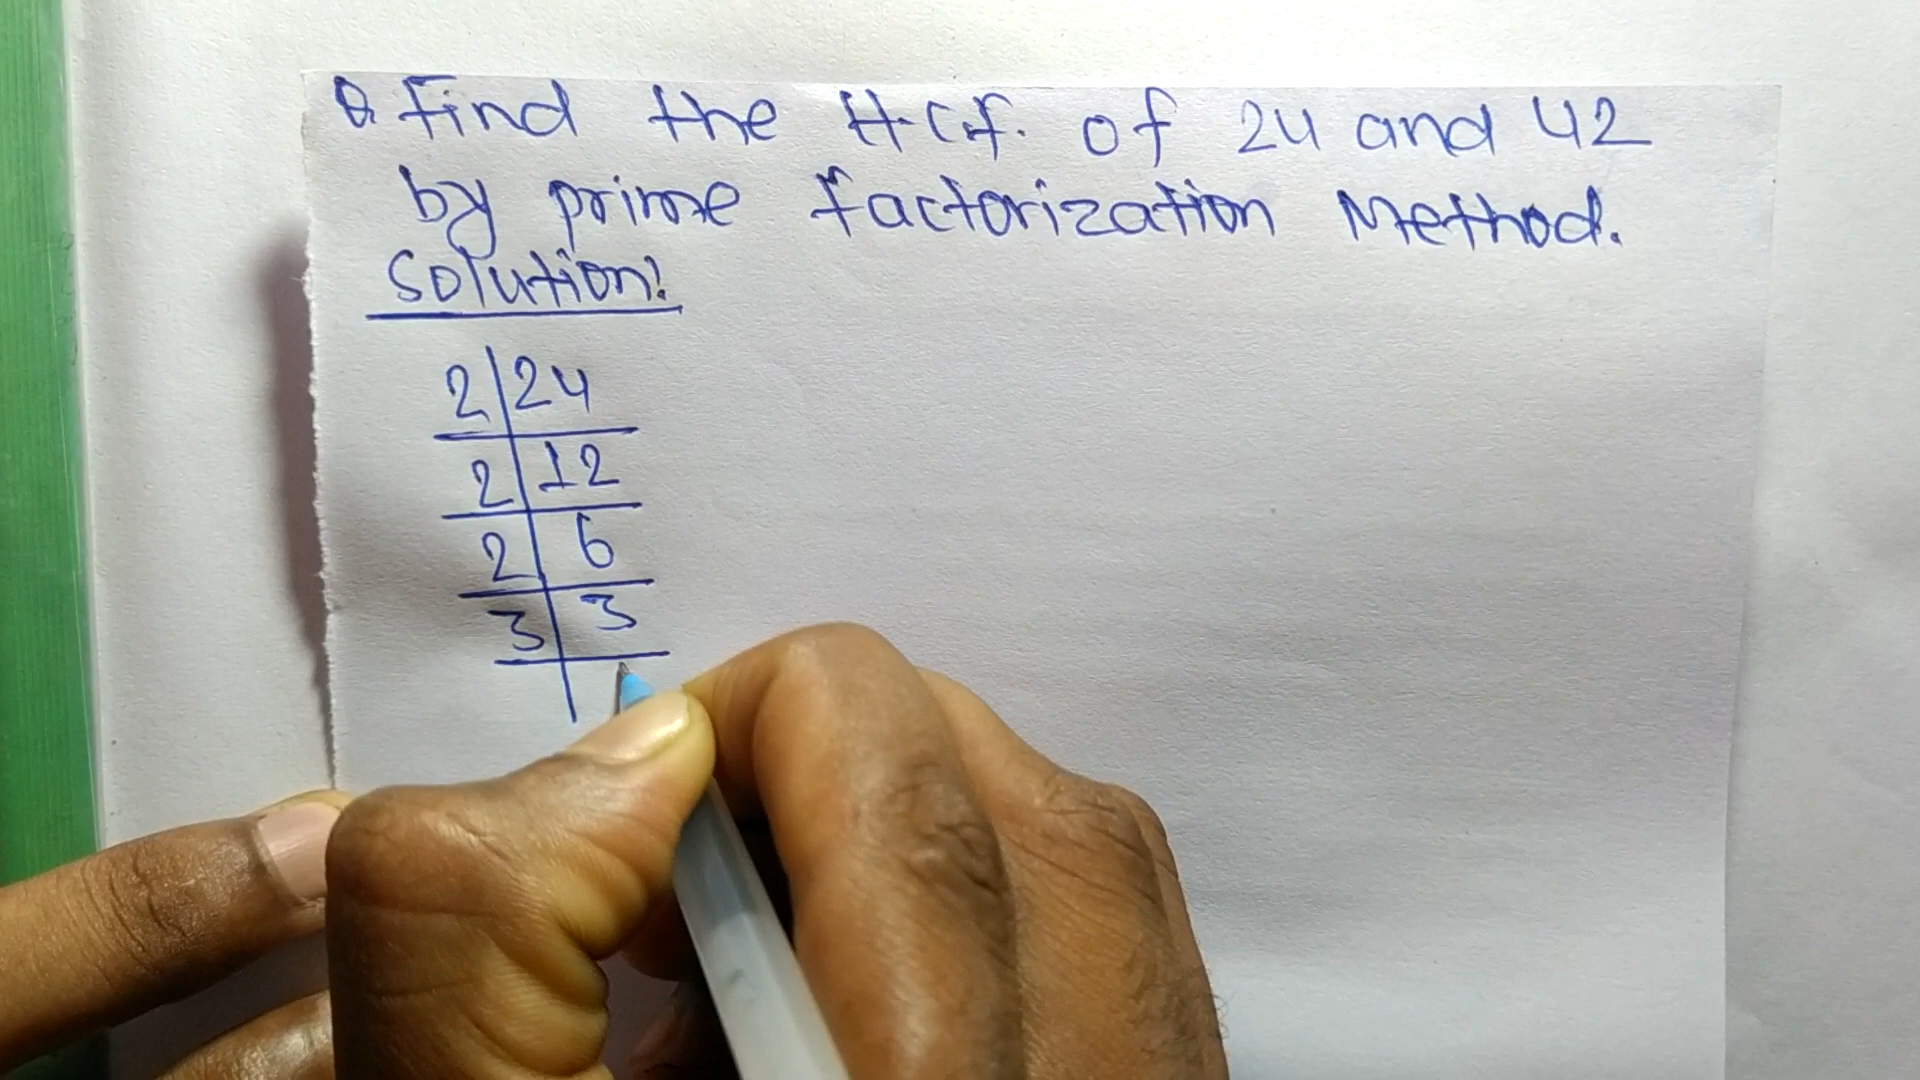 Q Find the H.C.F. of 24 and 42
by prime factorization Method.
Solution:
2 24
2 12
2 6
3 3